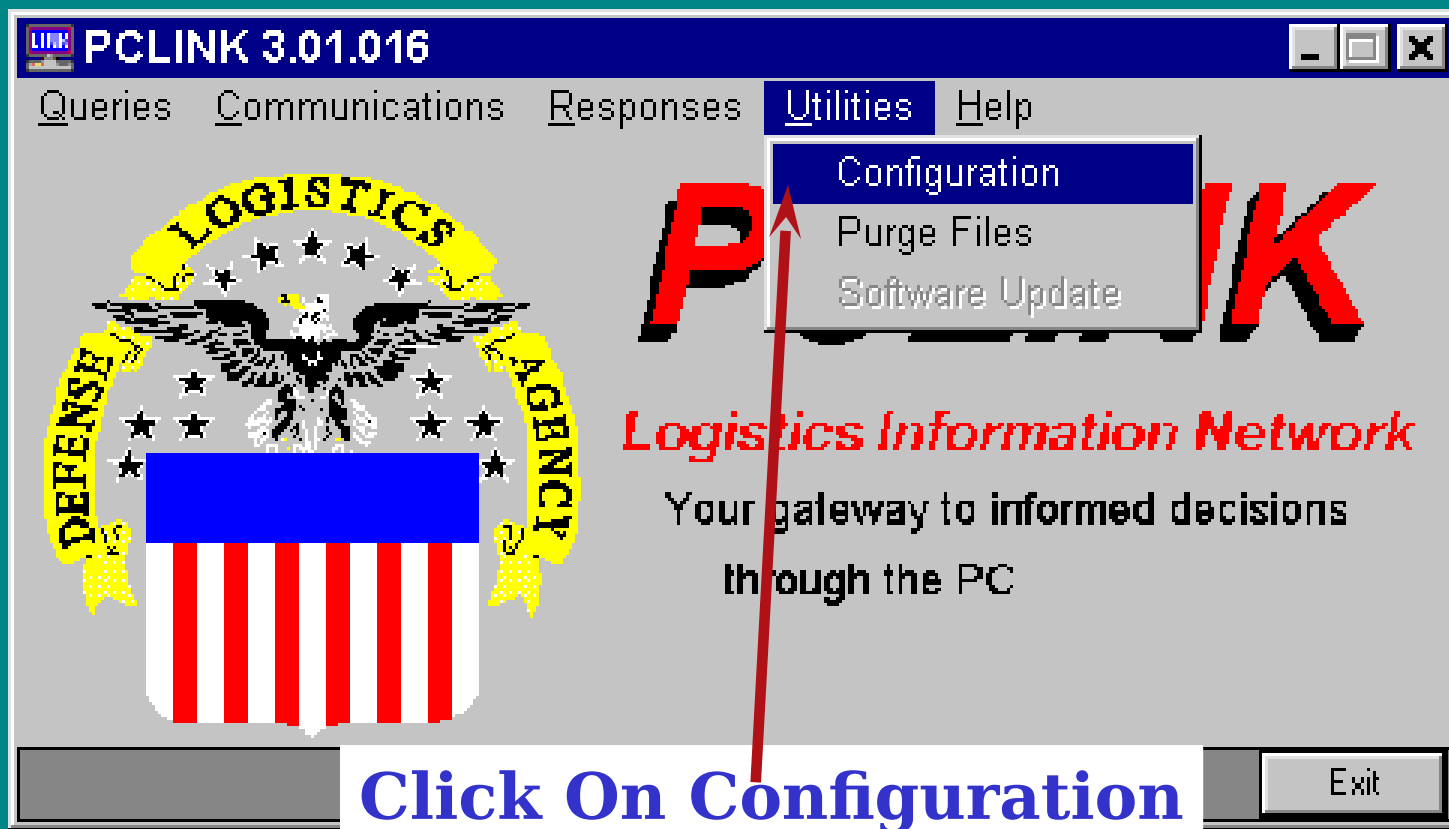 LINK PCLINK 3.01.016
Queries Communications Responses Utilities Help
Configuration
Purge Files
Software Update
LOGISTICS
DEFENSE
AGENCY
Logistics Information Network
Your gateway to informed decisions
through the PC
Click On Configuration
Exit